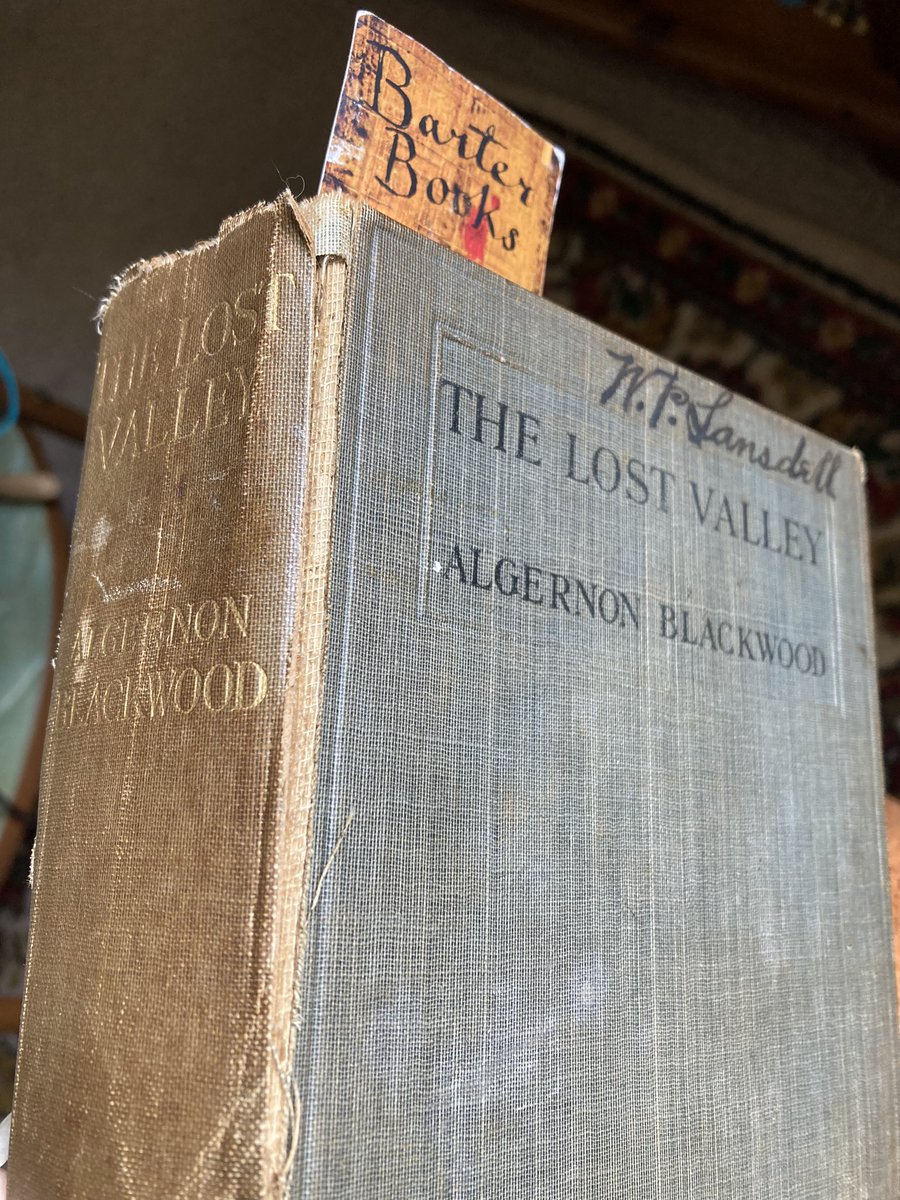 Barter
Books
THE LOST
VALLEY
ALGERNON
BLACKWOOD
W. P. Lansdell
THE LOST VALLEY
ALGERNON BLACKWOOD